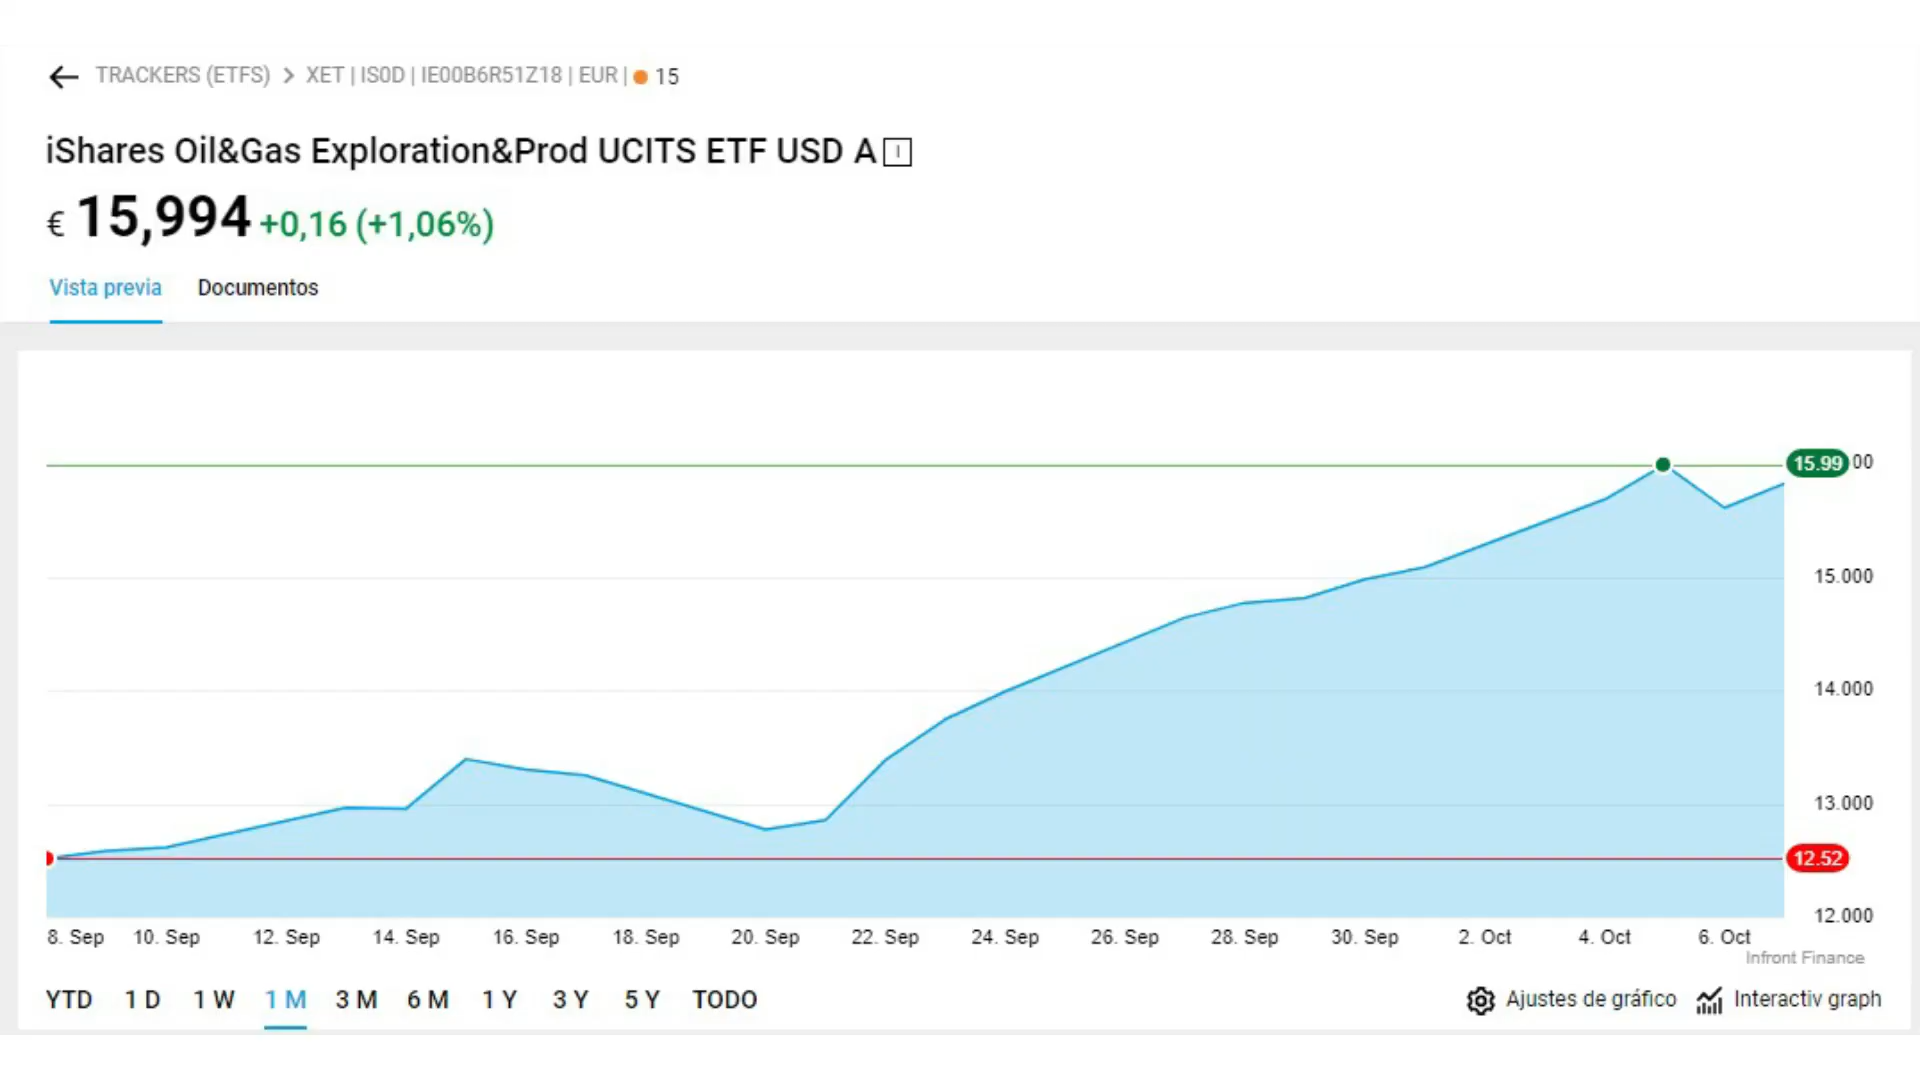 TRACKERS (ETFS) > XET | IS0D | IE00B6R51Z18 | EUR | 15
iShares Oil&Gas Exploration&Prod UCITS ETF USD A I
€ 15,994 +0,16 (+1,06%)
Vista previa Documentos
15.99 00
15.000
14.000
13.000
12.52
12.000
8. Sep 10. Sep 12. Sep 14. Sep 16. Sep 18. Sep 20. Sep 22. Sep 24. Sep 26. Sep 28. Sep 30. Sep 2. Oct 4. Oct 6. Oct
Infront Finance
YTD 1 D 1 W 1 M 3 M 6 M 1 Y 3 Y 5 Y TODO Ajustes de gráfico Interactiv graph